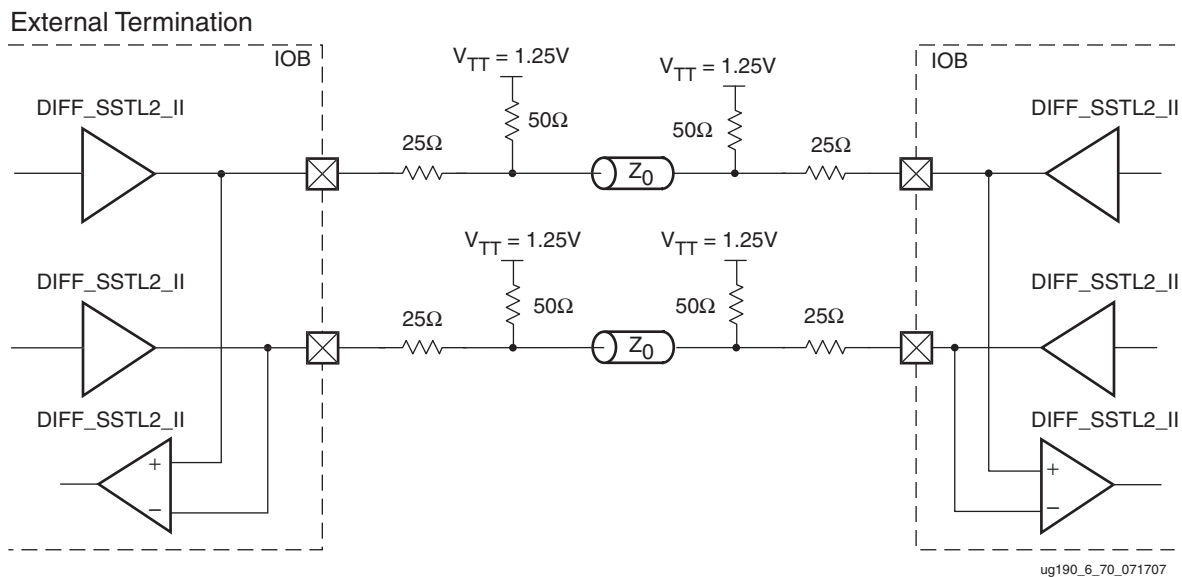 External Termination
IOB
IOB
V_TT = 1.25V
V_TT = 1.25V
DIFF_SSTL2_II
DIFF_SSTL2_II
50Ω
50Ω
25Ω
25Ω
Z_0
V_TT = 1.25V
V_TT = 1.25V
DIFF_SSTL2_II
DIFF_SSTL2_II
50Ω
50Ω
25Ω
25Ω
Z_0
DIFF_SSTL2_II
DIFF_SSTL2_II
+
−
+
−
ug190_6_70_071707